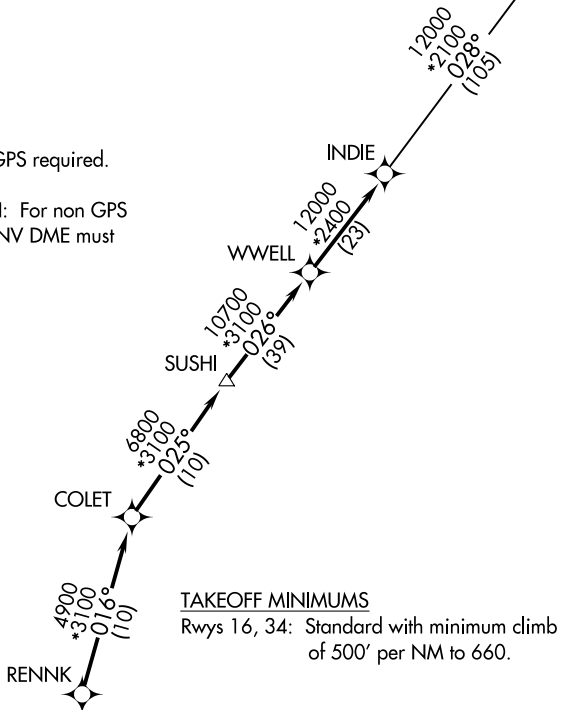 12000
*2100
028°
(105)
GPS required.
INDIE
: For non GPS
NV DME must
12000
*2400
(23)
WWELL
10700
*3100
026°
(39)
SUSHI
6800
*3100
025°
(10)
COLET
4900
*3100
016°
(10)
TAKEOFF MINIMUMS
Rwys 16, 34: Standard with minimum climb
of 500' per NM to 660.
RENNK